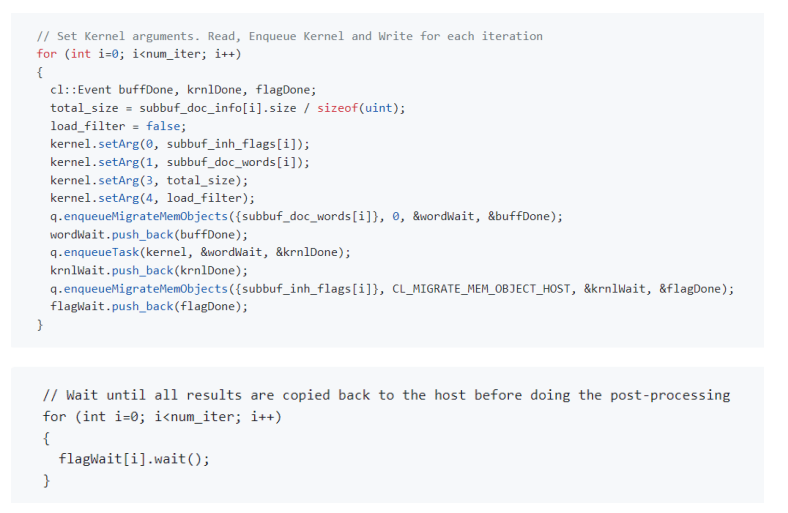 // Set Kernel arguments. Read, Enqueue Kernel and Write for each iteration
for (int i=0; i<num_iter; i++)
{
  cl::Event buffDone, krnlDone, flagDone;
  total_size = subbuf_doc_info[i].size / sizeof(uint);
  load_filter = false;
  kernel.setArg(0, subbuf_inh_flags[i]);
  kernel.setArg(1, subbuf_doc_words[i]);
  kernel.setArg(3, total_size);
  kernel.setArg(4, load_filter);
  q.enqueueMigrateMemObjects({subbuf_doc_words[i]}, 0, &wordWait, &buffDone);
  wordWait.push_back(buffDone);
  q.enqueueTask(kernel, &wordWait, &krnlDone);
  krnlWait.push_back(krnlDone);
  q.enqueueMigrateMemObjects({subbuf_inh_flags[i]}, CL_MIGRATE_MEM_OBJECT_HOST, &krnlWait, &flagDone);
  flagWait.push_back(flagDone);
}
// Wait until all results are copied back to the host before doing the post-processing
for (int i=0; i<num_iter; i++)
{
  flagWait[i].wait();
}